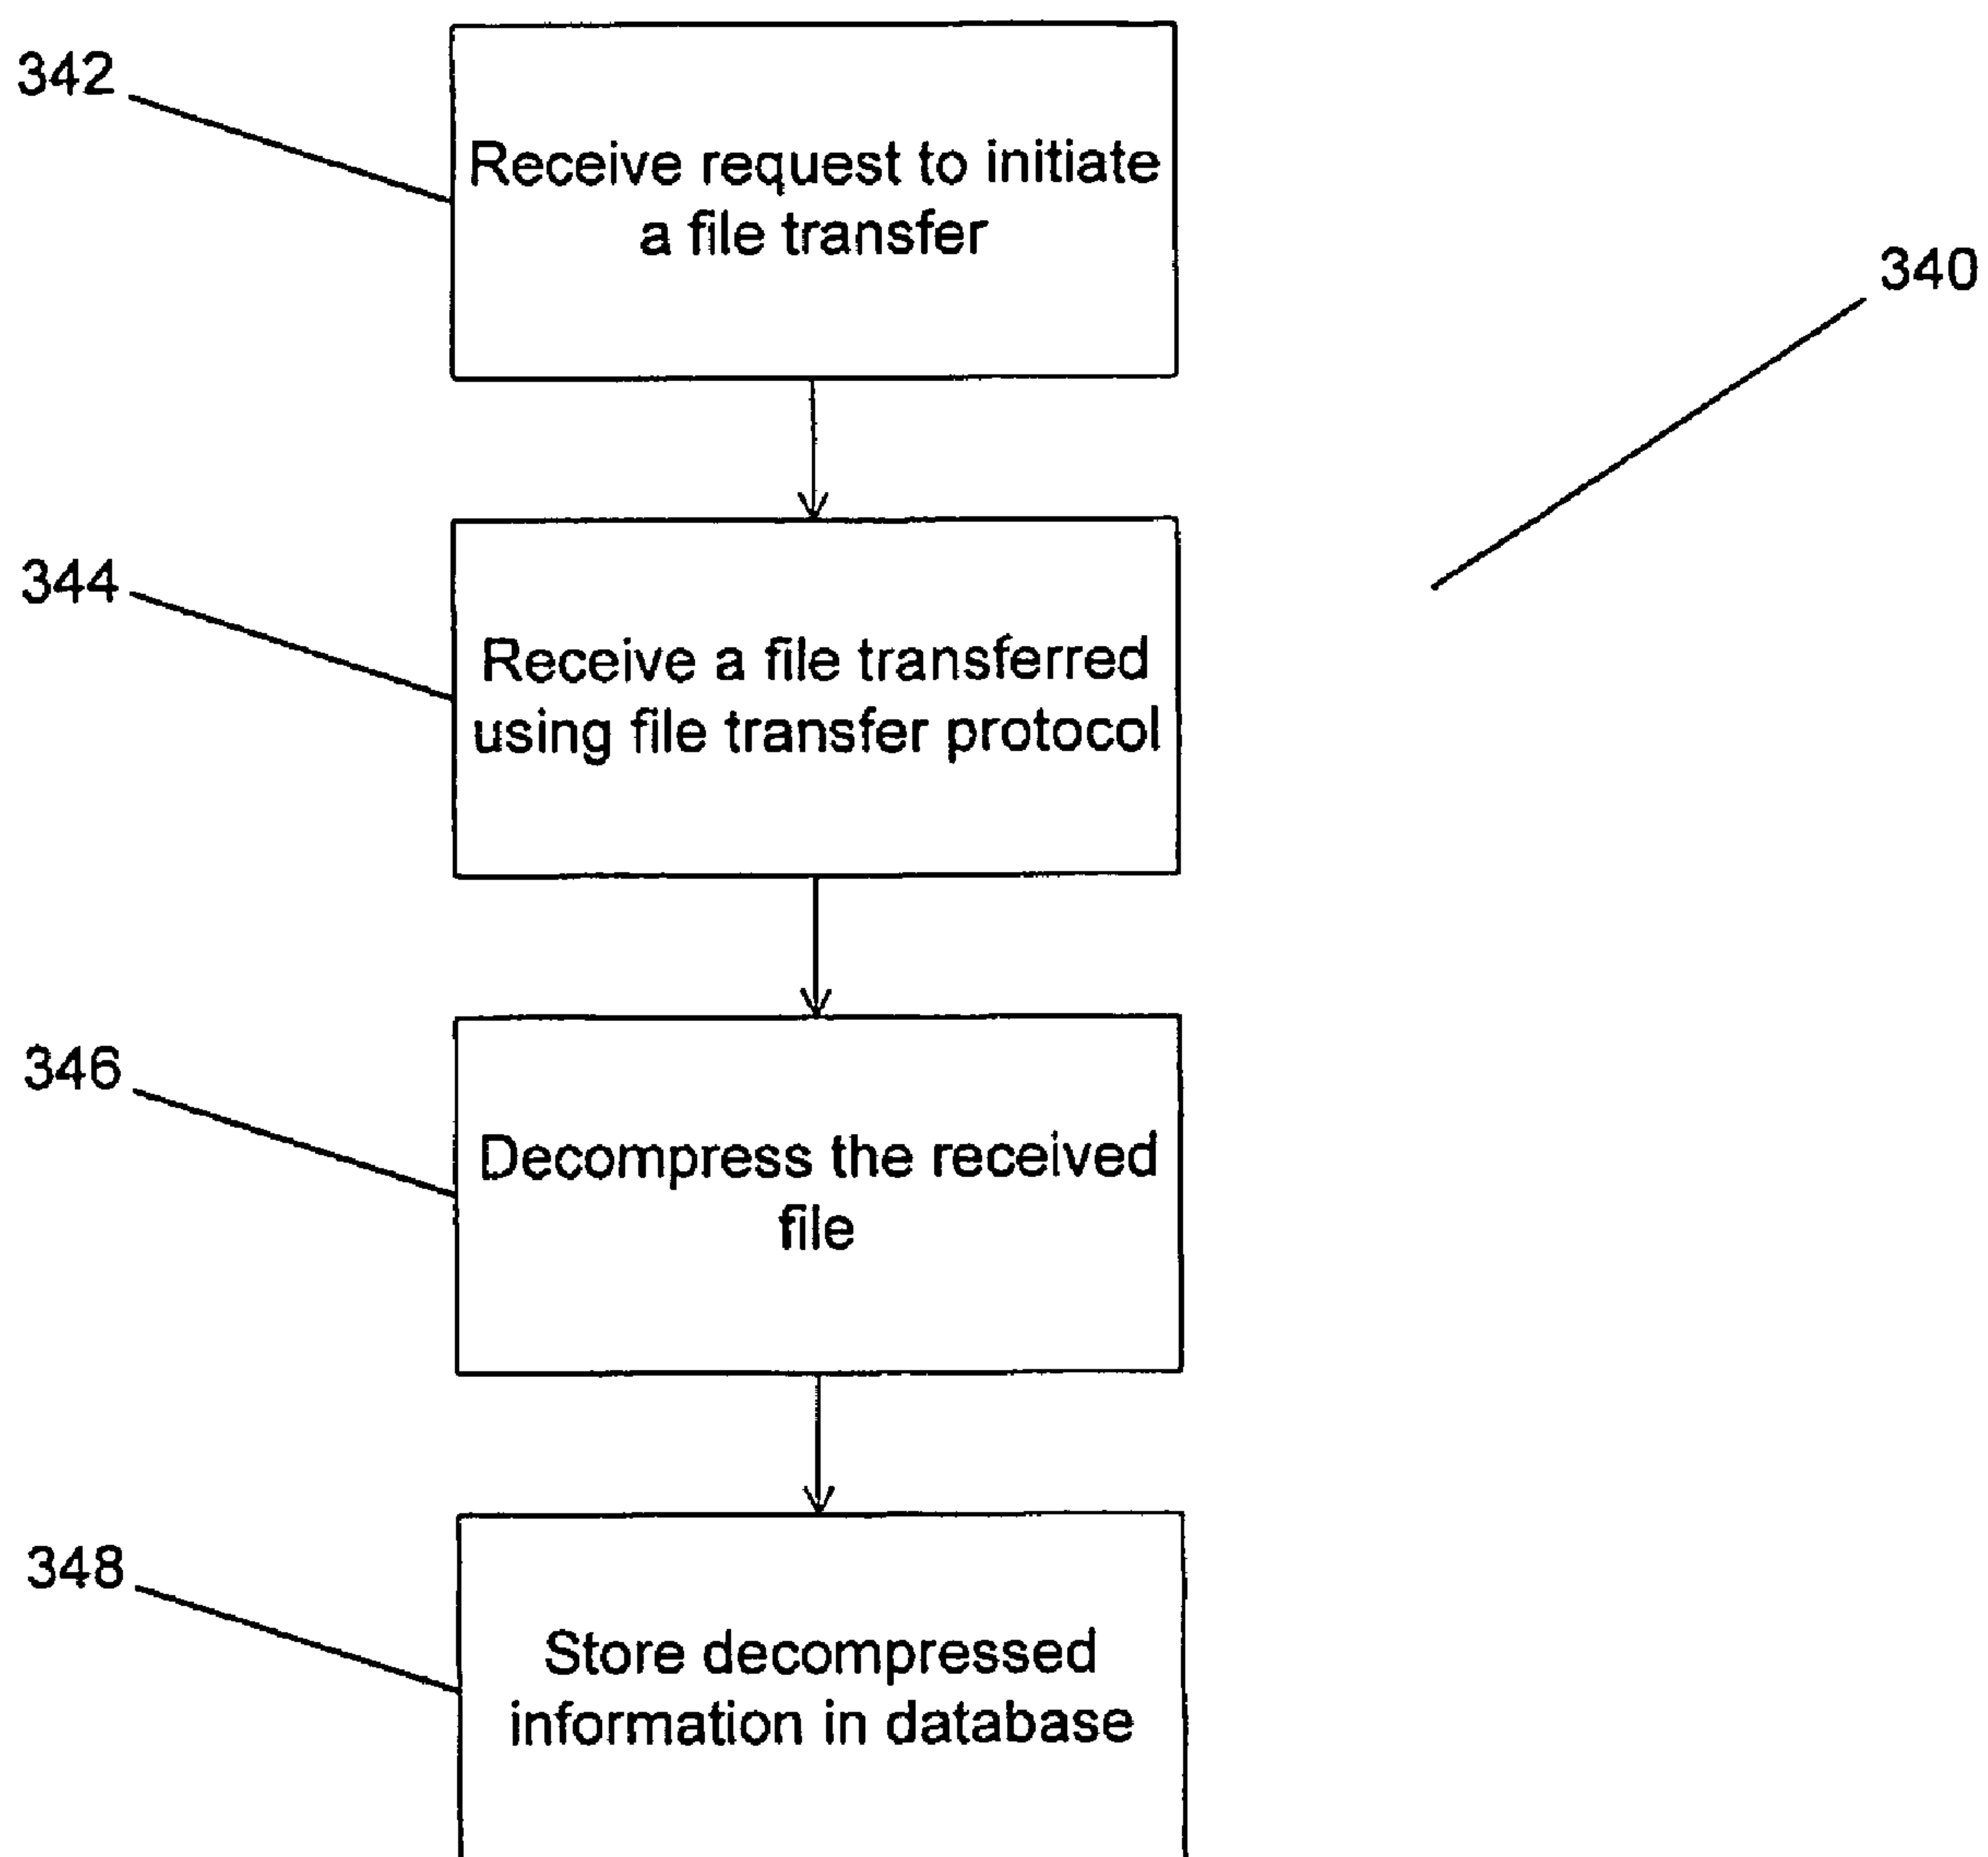 342
Receive request to initiate
a file transfer
340
344
Receive a file transferred
using file transfer protocol
346
Decompress the received
file
348
Store decompressed
information in database